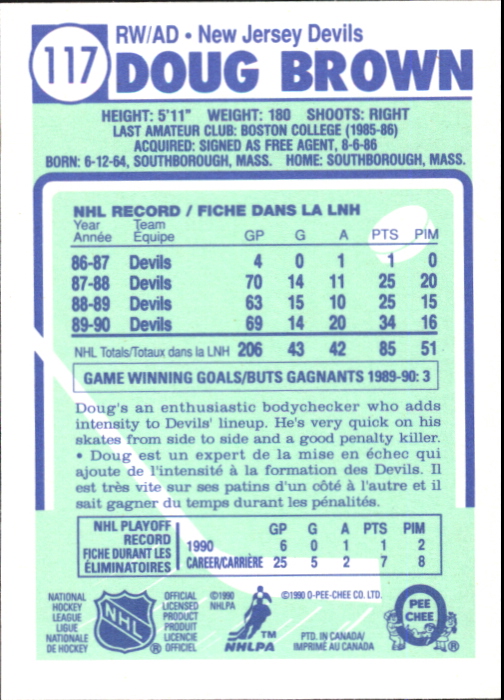 117
RW/AD • New Jersey Devils
DOUG BROWN
HEIGHT: 5'11" WEIGHT: 180 SHOOTS: RIGHT
LAST AMATEUR CLUB: BOSTON COLLEGE (1985-86)
ACQUIRED: SIGNED AS FREE AGENT, 8-6-86
BORN: 6-12-64, SOUTHBOROUGH, MASS. HOME: SOUTHBOROUGH, MASS.
NHL RECORD / FICHE DANS LA LNH
Year Team
Année Équipe GP G A PTS PIM
86-87 Devils 4 0 1 1 0
87-88 Devils 70 14 11 25 20
88-89 Devils 63 15 10 25 15
89-90 Devils 69 14 20 34 16
NHL Totals/Totaux dans la LNH 206 43 42 85 51
GAME WINNING GOALS/BUTS GAGNANTS 1989-90: 3
Doug's an enthusiastic bodychecker who adds
intensity to Devils' lineup. He's very quick on his
skates from side to side and a good penalty killer.
• Doug est un expert de la mise en échec qui
ajoute de l'intensité à la formation des Devils. Il
est très vite sur ses patins d'un côté à l'autre et il
sait gagner du temps durant les pénalités.
NHL PLAYOFF
RECORD
FICHE DURANT LES
ÉLIMINATOIRES
GP G A PTS PIM
1990 6 0 1 1 2
CAREER/CARRIÈRE 25 5 2 7 8
NATIONAL
HOCKEY
LEAGUE
LIGUE
NATIONALE
DE HOCKEY
NHL ®
OFFICIAL
LICENSED
PRODUCT
PRODUIT
LICENCIE
OFFICIEL
©1990
NHLPA
TM
NHLPA
©1990 O-PEE-CHEE CO. LTD.
PTD. IN CANADA/
IMPRIMÉ AU CANADA
O
PEE
CHEE
®